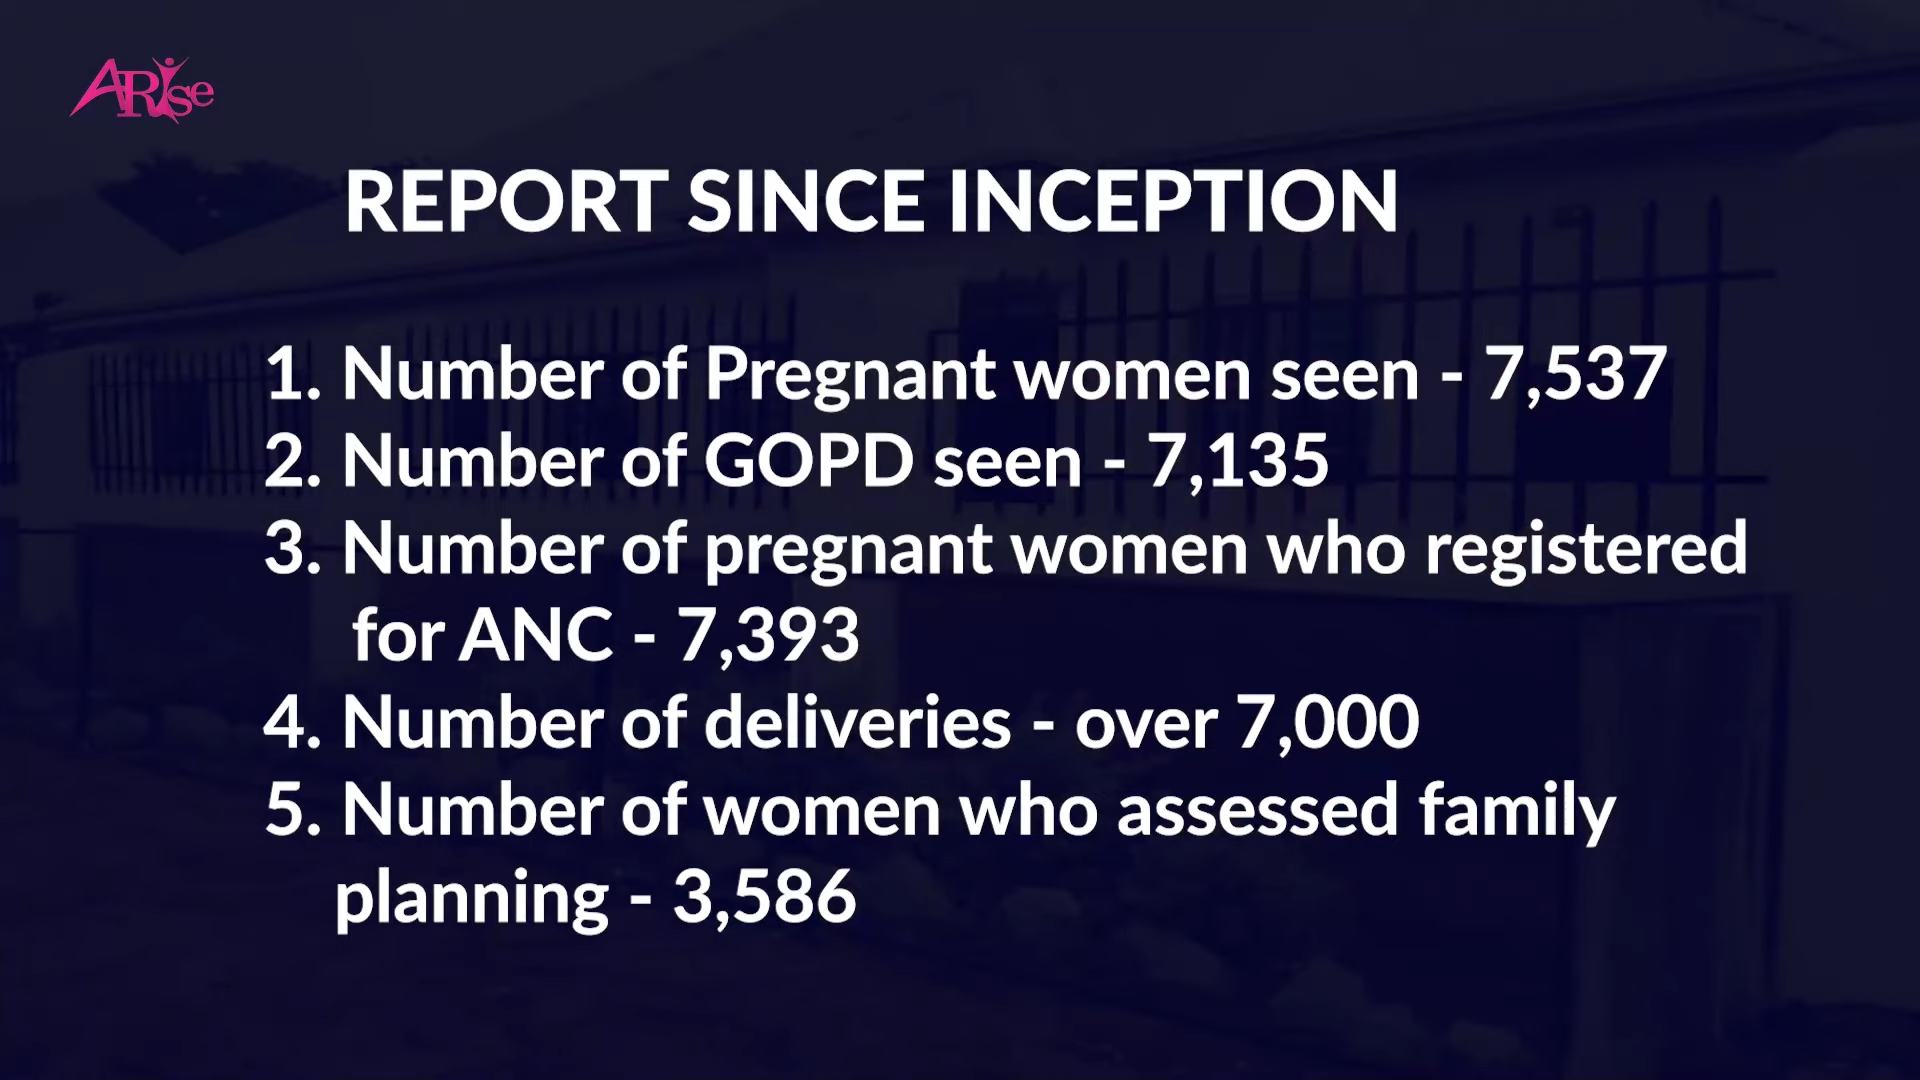 ARise
REPORT SINCE INCEPTION
1. Number of Pregnant women seen - 7,537
2. Number of GOPD seen - 7,135
3. Number of pregnant women who registered
for ANC - 7,393
4. Number of deliveries - over 7,000
5. Number of women who assessed family
planning - 3,586